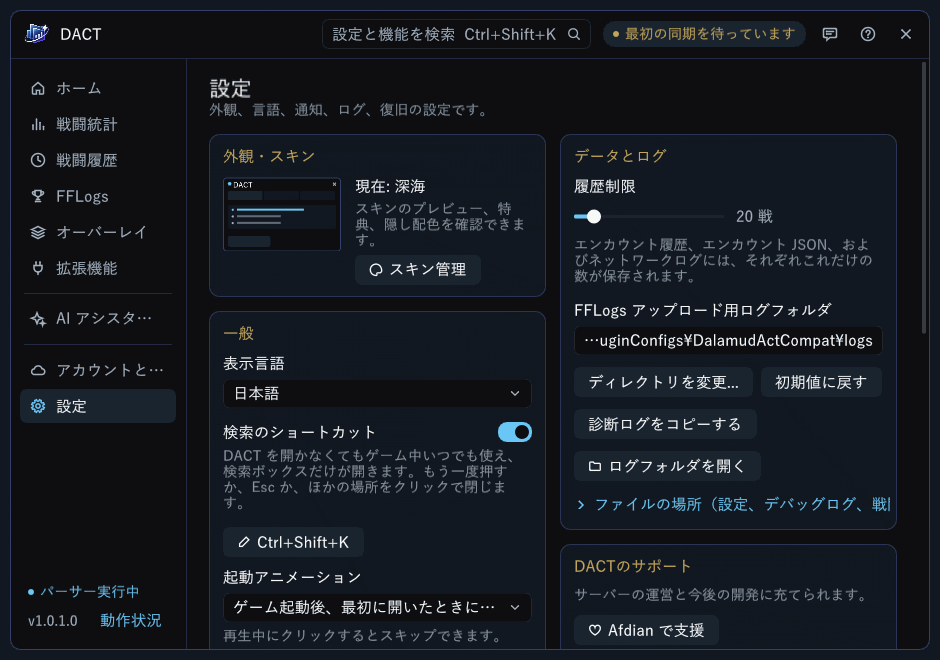 DACT
設定と機能を検索 Ctrl+Shift+K
最初の同期を待っています
ホーム
戦闘統計
戦闘履歴
FFLogs
オーバーレイ
拡張機能
AI アシスタ…
アカウントと…
設定
パーサー実行中
v1.0.1.0 動作状況
設定
外観、言語、通知、ログ、復旧の設定です。
外観・スキン
DACT
現在: 深海
スキンのプレビュー、特
典、隠し配色を確認できま
す。
スキン管理
一般
表示言語
日本語
検索のショートカット
DACT を開かなくてもゲーム中いつでも使え、
検索ボックスだけが開きます。もう一度押す
か、Esc か、ほかの場所をクリックで閉じま
す。
Ctrl+Shift+K
起動アニメーション
ゲーム起動後、最初に開いたときに…
再生中にクリックするとスキップできます。
データとログ
履歴制限
20 戦
エンカウント履歴、エンカウント JSON、およ
びネットワークログには、それぞれこれだけの
数が保存されます。
FFLogs アップロード用ログフォルダ
…uginConfigs¥DalamudActCompat¥logs
ディレクトリを変更...
初期値に戻す
診断ログをコピーする
ログフォルダを開く
ファイルの場所（設定、デバッグログ、戦
DACTのサポート
サーバーの運営と今後の開発に充てられます。
Afdian で支援